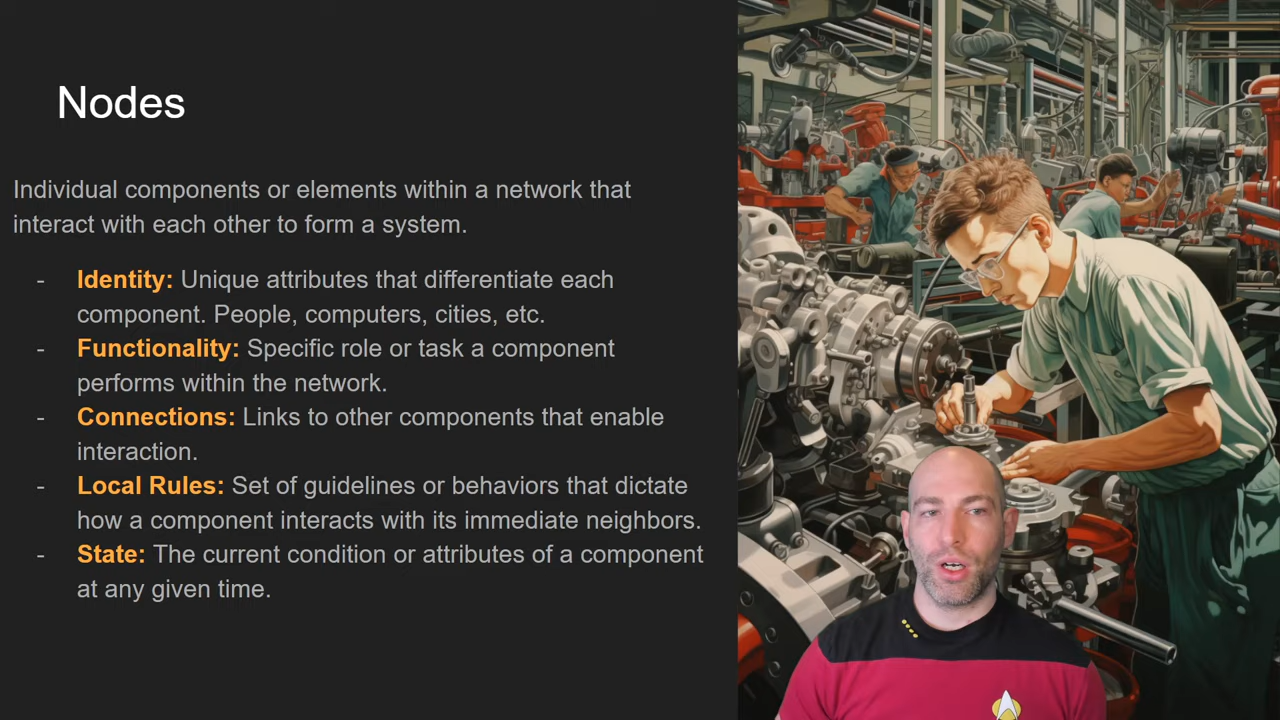 Nodes
Individual components or elements within a network that
interact with each other to form a system.
- Identity: Unique attributes that differentiate each
component. People, computers, cities, etc.
- Functionality: Specific role or task a component
performs within the network.
- Connections: Links to other components that enable
interaction.
- Local Rules: Set of guidelines or behaviors that dictate
how a component interacts with its immediate neighbors.
- State: The current condition or attributes of a component
at any given time.